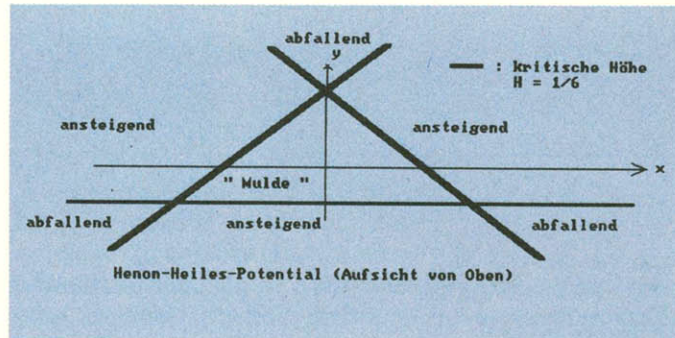 abfallend
y
: kritische Höhe
H = 1/6
ansteigend
ansteigend
x
" Mulde "
abfallend
ansteigend
abfallend
Henon-Heiles-Potential (Aufsicht von Oben)